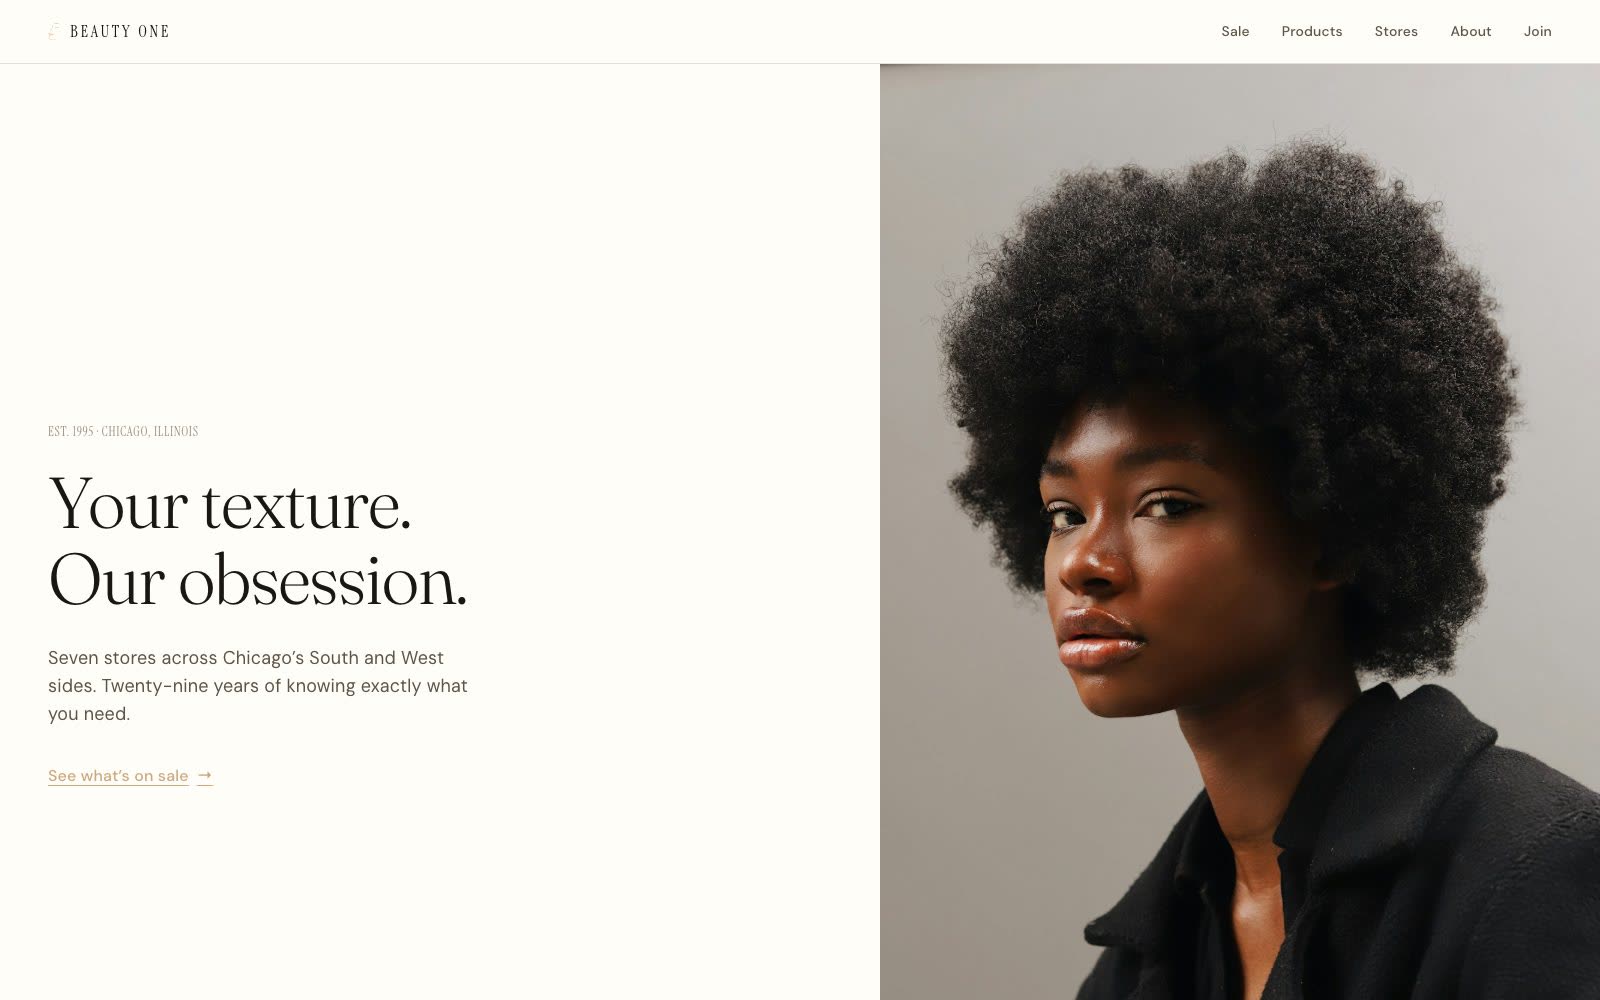 BEAUTY ONE
Sale Products Stores About Join
EST. 1995 · CHICAGO, ILLINOIS
Your texture.
Our obsession.
Seven stores across Chicago’s South and West
sides. Twenty-nine years of knowing exactly what
you need.
See what’s on sale →